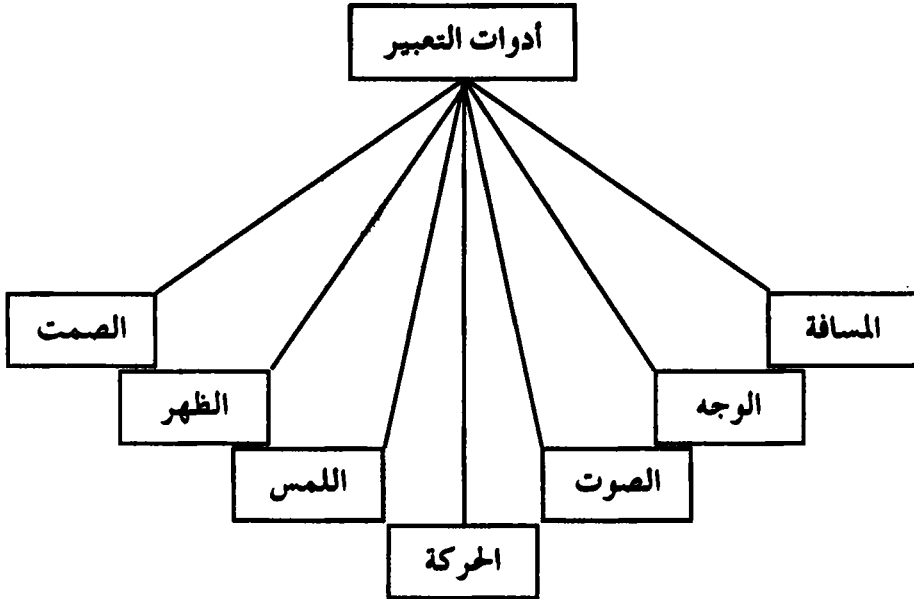 أدوات التعبير
المسافة
الصمت
الوجه
الظهر
الصوت
اللمس
الحركة